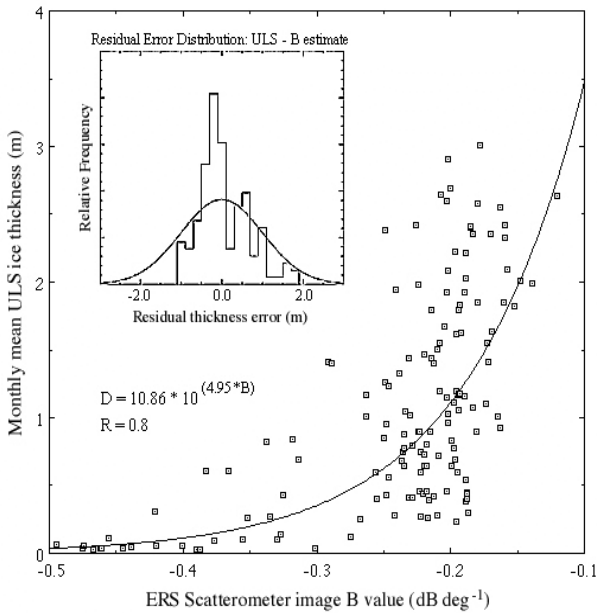 4
Residual Error Distribution: ULS - B estimate
Relative Frequency
-2.0 0.0 2.0
Residual thickness error (m)
3
Monthly mean ULS ice thickness (m)
2
D = 10.86 * 10 (4.95*B)
R = 0.8
1
0
-0.5 -0.4 -0.3 -0.2 -0.1
ERS Scatterometer image B value (dB deg⁻¹)